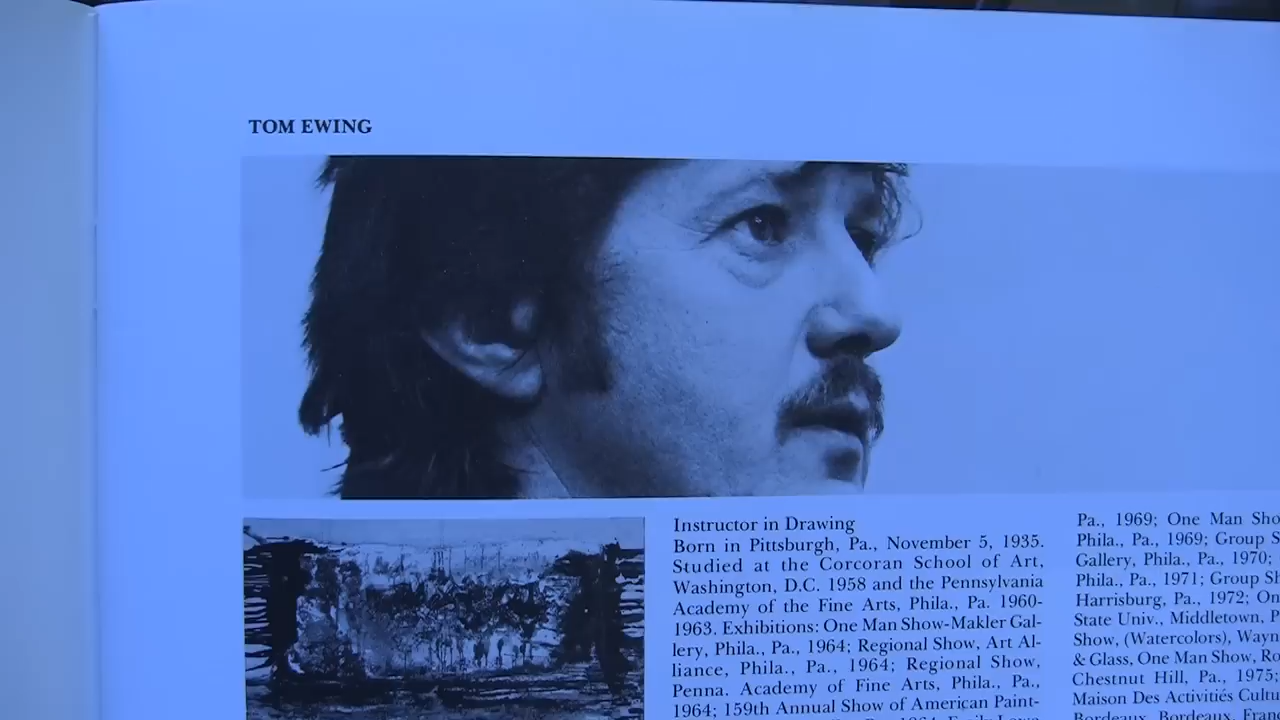 TOM EWING
Instructor in Drawing
Born in Pittsburgh, Pa., November 5, 1935.
Studied at the Corcoran School of Art,
Washington, D.C. 1958 and the Pennsylvania
Academy of the Fine Arts, Phila., Pa. 1960-
1963. Exhibitions: One Man Show-Makler Gal-
lery, Phila., Pa., 1964; Regional Show, Art Al-
liance, Phila., Pa., 1964; Regional Show,
Penna. Academy of Fine Arts, Phila., Pa.,
1964; 159th Annual Show of American Paint-
Pa., 1969; One Man Sho
Phila., Pa., 1969; Group S
Gallery, Phila., Pa., 1970;
Phila., Pa., 1971; Group Sh
Harrisburg, Pa., 1972; On
State Univ., Middletown, P
Show, (Watercolors), Wayn
& Glass, One Man Show, Ro
Chestnut Hill, Pa., 1975;
Maison Des Activitiés Cultu
Bordeaux, Bordeaux, Franc